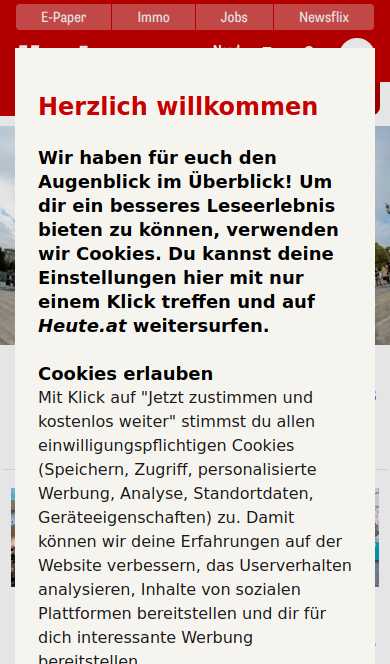 E-Paper
Immo
Jobs
Newsflix
Herzlich willkommen
Wir haben für euch den
Augenblick im Überblick! Um
dir ein besseres Leseerlebnis
bieten zu können, verwenden
wir Cookies. Du kannst deine
Einstellungen hier mit nur
einem Klick treffen und auf
Heute.at weitersurfen.
Cookies erlauben
Mit Klick auf "Jetzt zustimmen und
kostenlos weiter" stimmst du allen
einwilligungspflichtigen Cookies
(Speichern, Zugriff, personalisierte
Werbung, Analyse, Standortdaten,
Geräteeigenschaften) zu. Damit
können wir deine Erfahrungen auf der
Website verbessern, das Userverhalten
analysieren, Inhalte von sozialen
Plattformen bereitstellen und dir für
dich interessante Werbung
bereitstellen